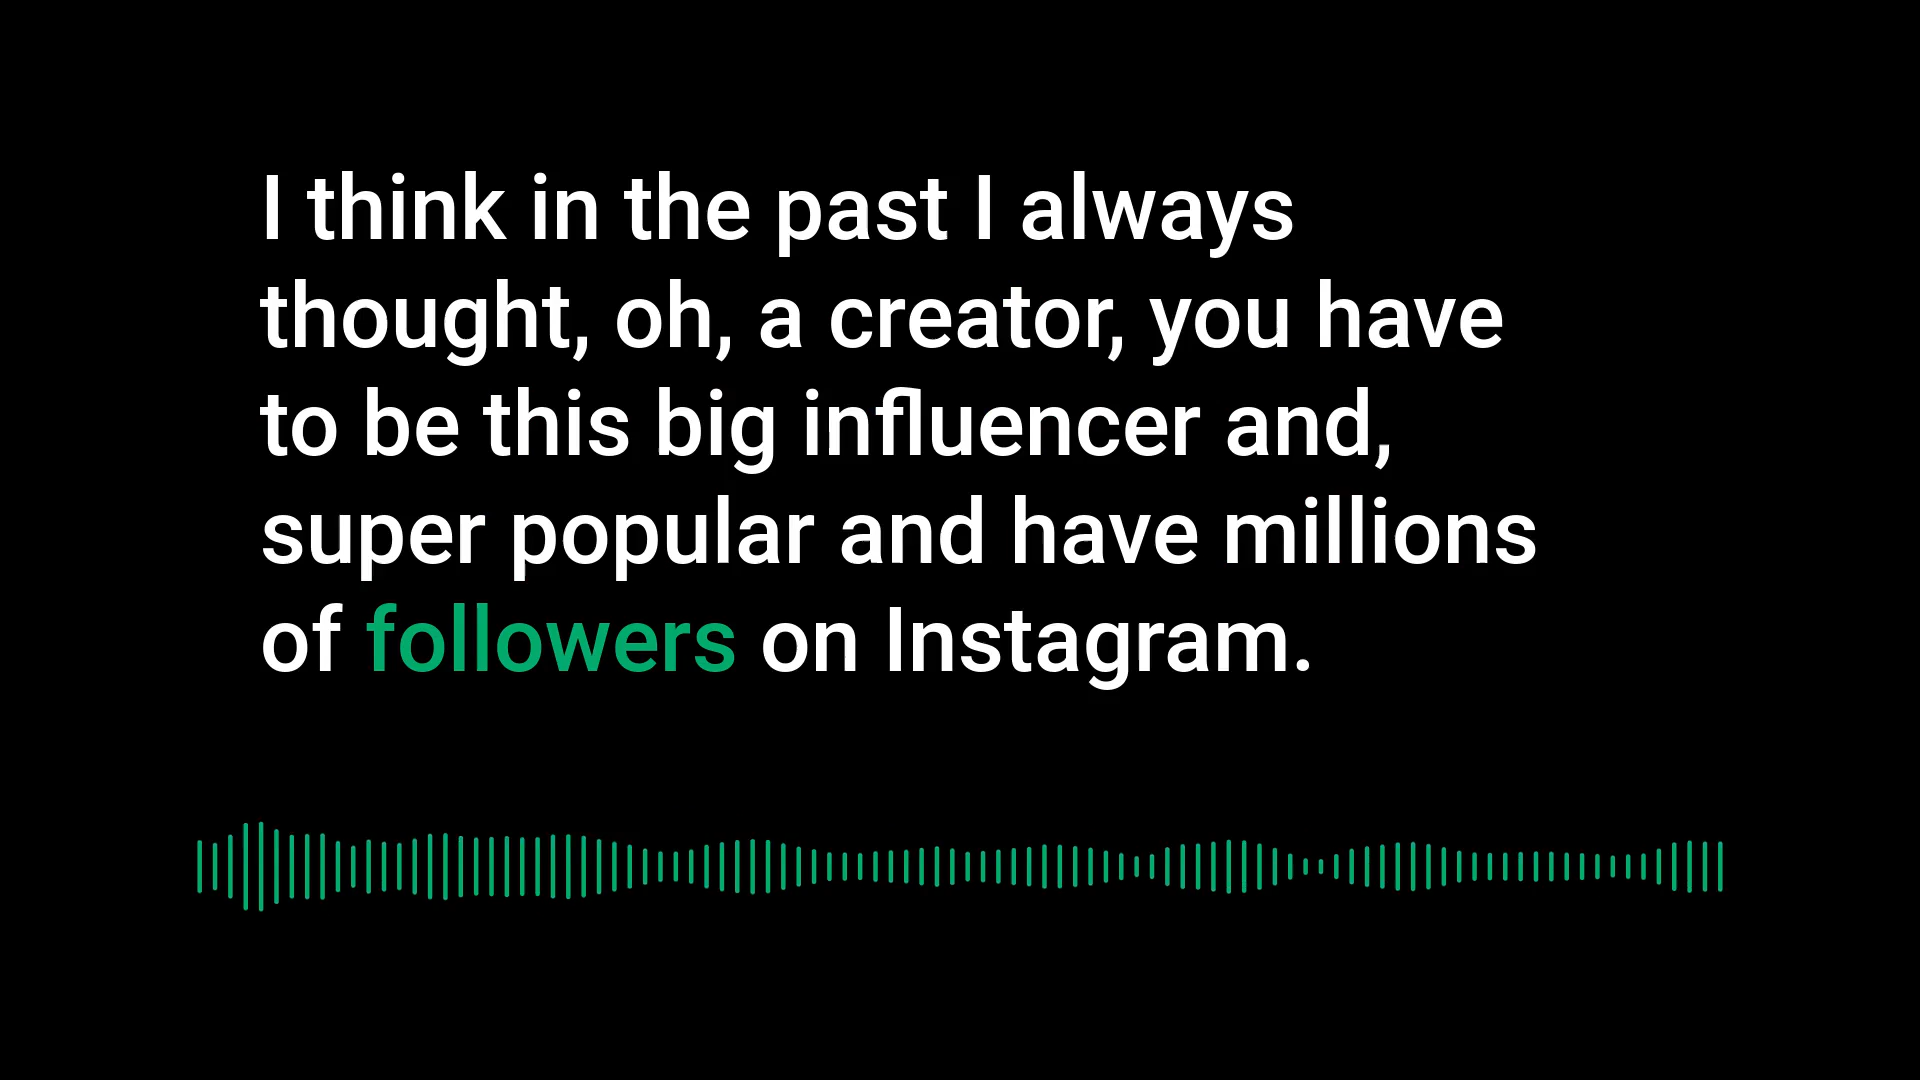 I think in the past I always
thought, oh, a creator, you have
to be this big influencer and,
super popular and have millions
of followers on Instagram.